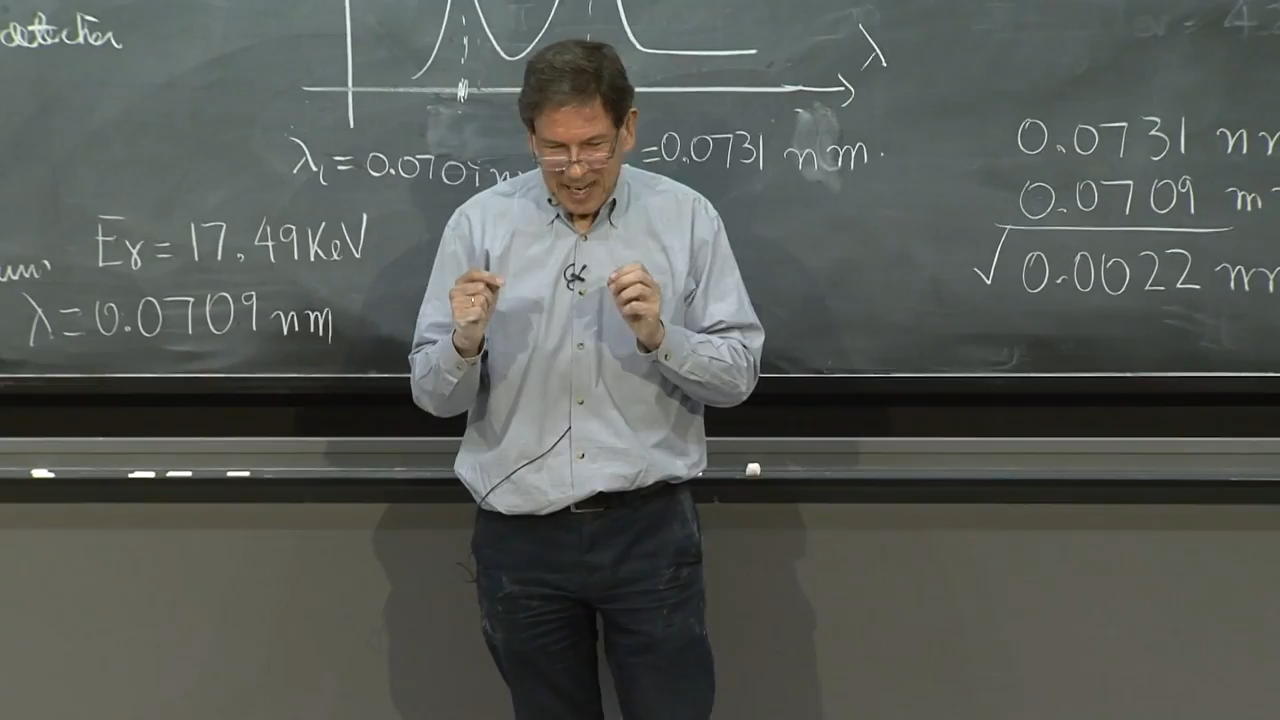 detector
λ
λ₁ = 0.0709 n
= 0.0731 nm.
Eγ = 17.49 KeV
λ = 0.0709 nm
0.0731 nm
0.0709 m
√ 0.0022 nm